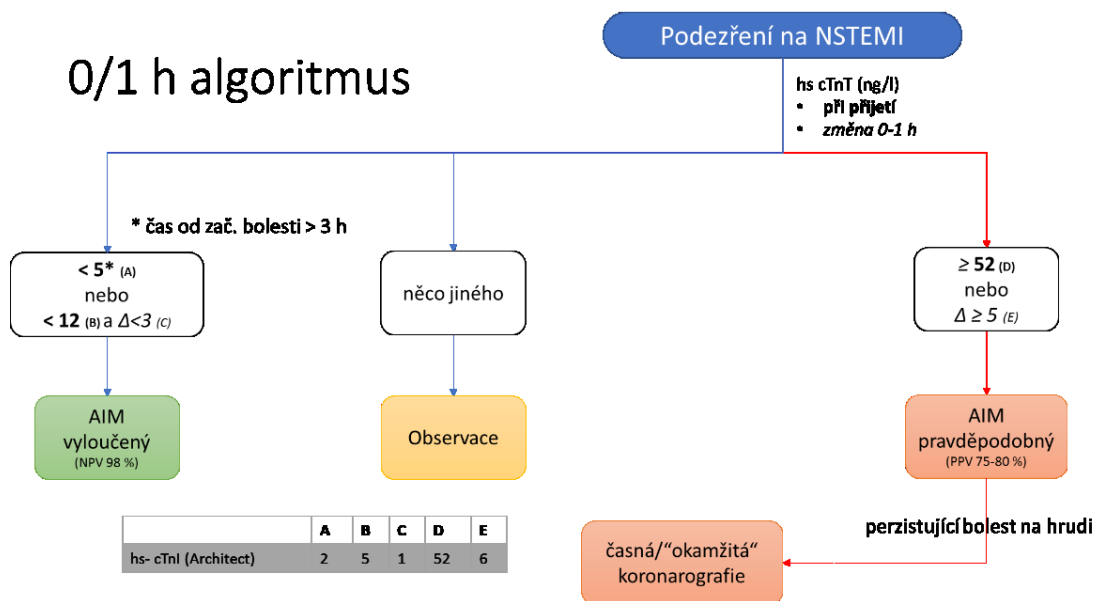 Podezření na NSTEMI
0/1 h algoritmus
hs cTnT (ng/l)
• při přijetí
• změna 0-1 h
* čas od zač. bolesti > 3 h
< 5* (A)
nebo
< 12 (B) a Δ<3 (C)
něco jiného
≥ 52 (D)
nebo
Δ ≥ 5 (E)
AIM
vyloučený
(NPV 98 %)
Observace
AIM
pravděpodobný
(PPV 75-80 %)
A B C D E
hs- cTnI (Architect) 2 5 1 52 6
perzistující bolest na hrudi
časná/“okamžitá“
koronarografie